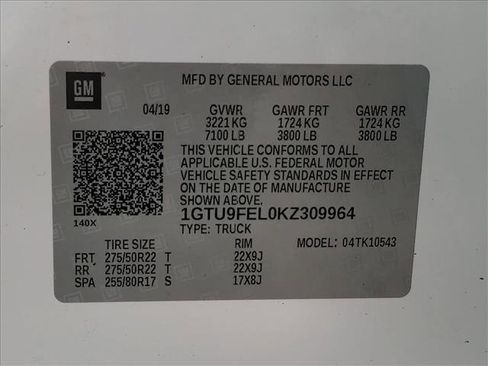 GM
MFD BY GENERAL MOTORS LLC
04/19 GVWR GAWR FRT GAWR RR
3221 KG 1724 KG 1724 KG
7100 LB 3800 LB 3800 LB
THIS VEHICLE CONFORMS TO ALL
APPLICABLE U.S. FEDERAL MOTOR
VEHICLE SAFETY STANDARDS IN EFFECT
ON THE DATE OF MANUFACTURE
SHOWN ABOVE.
140X
1GTU9FEL0KZ309964
TYPE: TRUCK
TIRE SIZE RIM MODEL: 04TK10543
FRT 275/50R22 T 22X9J
RR 275/50R22 T 22X9J
SPA 255/80R17 S 17X8J